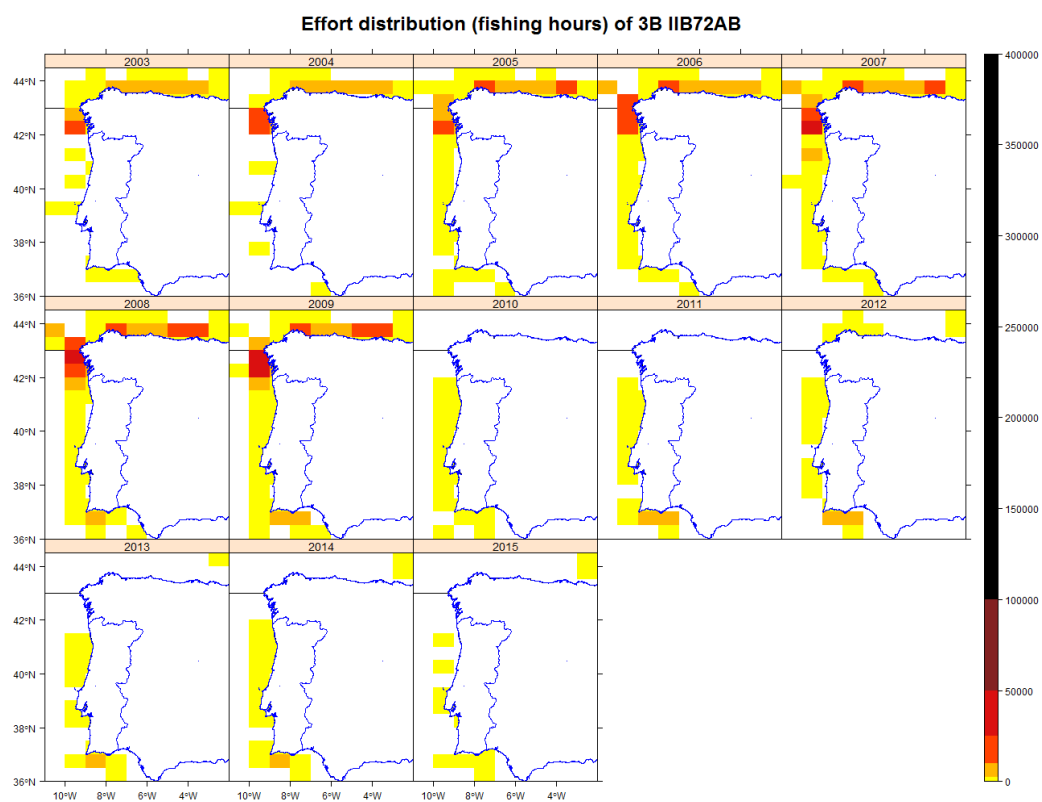 Effort distribution (fishing hours) of 3B IIB72AB
2003 2004 2005 2006 2007
44°N
42°N
40°N
38°N
36°N
2008 2009 2010 2011 2012
44°N
42°N
40°N
38°N
36°N
2013 2014 2015
44°N
42°N
40°N
38°N
36°N
10°W 8°W 6°W 4°W 10°W 8°W 6°W 4°W 10°W 8°W 6°W 4°W
400000
350000
300000
250000
200000
150000
100000
50000
0